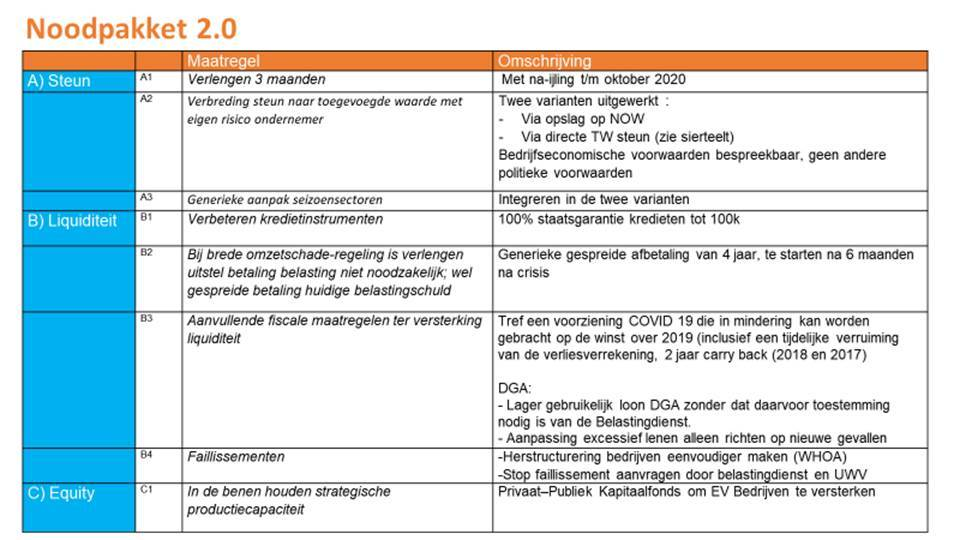 Noodpakket 2.0
Maatregel Omschrijving
A) Steun A1 Verlengen 3 maanden Met na-ijling t/m oktober 2020
A2 Verbreding steun naar toegevoegde waarde met
eigen risico ondernemer
Twee varianten uitgewerkt :
- Via opslag op NOW
- Via directe TW steun (zie sierteelt)
Bedrijfseconomische voorwaarden bespreekbaar, geen andere
politieke voorwaarden
A3 Generieke aanpak seizoensectoren Integreren in de twee varianten
B) Liquiditeit B1 Verbeteren kredietinstrumenten 100% staatsgarantie kredieten tot 100k
B2 Bij brede omzetschade-regeling is verlengen
uitstel betaling belasting niet noodzakelijk; wel
gespreide betaling huidige belastingschuld
Generieke gespreide afbetaling van 4 jaar, te starten na 6 maanden
na crisis
B3 Aanvullende fiscale maatregelen ter versterking
liquiditeit
Tref een voorziening COVID 19 die in mindering kan worden
gebracht op de winst over 2019 (inclusief een tijdelijke verruiming
van de verliesverrekening, 2 jaar carry back (2018 en 2017)
DGA:
- Lager gebruikelijk loon DGA zonder dat daarvoor toestemming
nodig is van de Belastingdienst.
- Aanpassing excessief lenen alleen richten op nieuwe gevallen
B4 Faillissementen
-Herstructurering bedrijven eenvoudiger maken (WHOA)
-Stop faillissement aanvragen door belastingdienst en UWV
C) Equity C1 In de benen houden strategische
productiecapaciteit
Privaat–Publiek Kapitaalfonds om EV Bedrijven te versterken